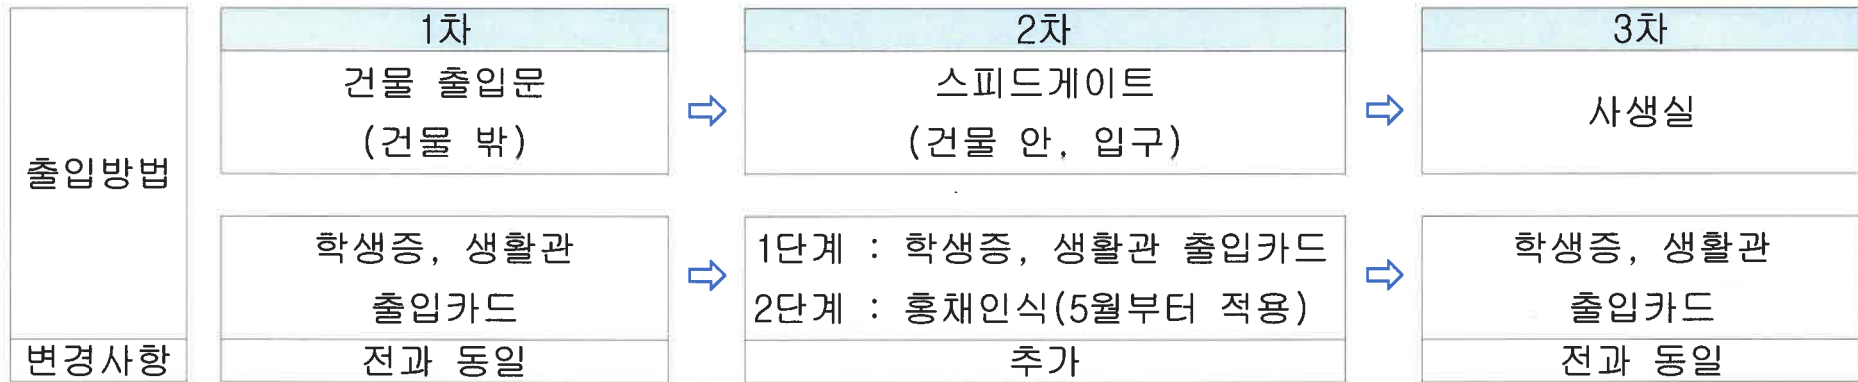 출입방법
1차
건물 출입문
(건물 밖)
학생증, 생활관
출입카드
2차
스피드게이트
(건물 안, 입구)
1단계 : 학생증, 생활관 출입카드
2단계 : 홍채인식(5월부터 적용)
3차
사생실
학생증, 생활관
출입카드
변경사항
전과 동일
추가
전과 동일